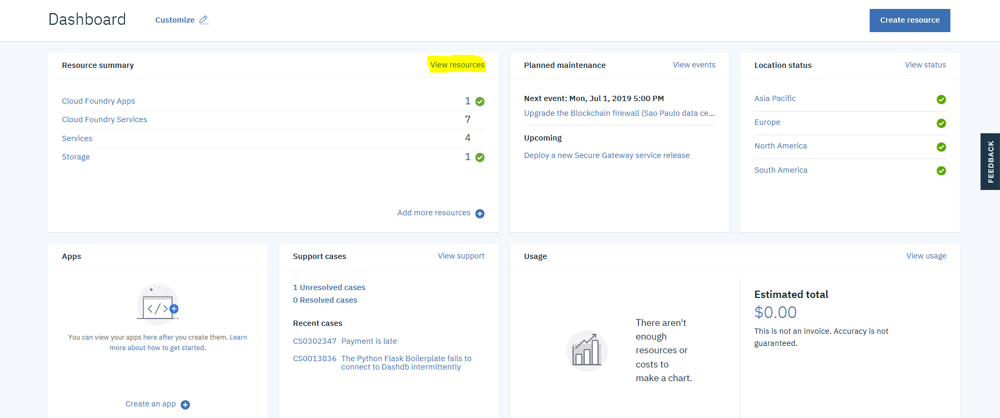 Dashboard
Customize
Create resource
Resource summary
View resources
Cloud Foundry Apps 1
Cloud Foundry Services 7
Services 4
Storage 1
Add more resources
Planned maintenance
View events
Next event: Mon, Jul 1, 2019 5:00 PM
Upgrade the Blockchain firewall (Sao Paulo data ce...
Upcoming
Deploy a new Secure Gateway service release
Location status
View status
Asia Pacific
Europe
North America
South America
FEEDBACK
Apps
You can view your apps here after you create them. Learn
more about how to get started.
Create an app
Support cases
View support
1 Unresolved cases
0 Resolved cases
Recent cases
CS0302347 Payment is late
CS0013836 The Python Flask Boilerplate fails to
connect to Dashdb intermittently
Usage
View usage
There aren't
enough
resources or
costs to
make a chart.
Estimated total
$0.00
This is not an invoice. Accuracy is not
guaranteed.